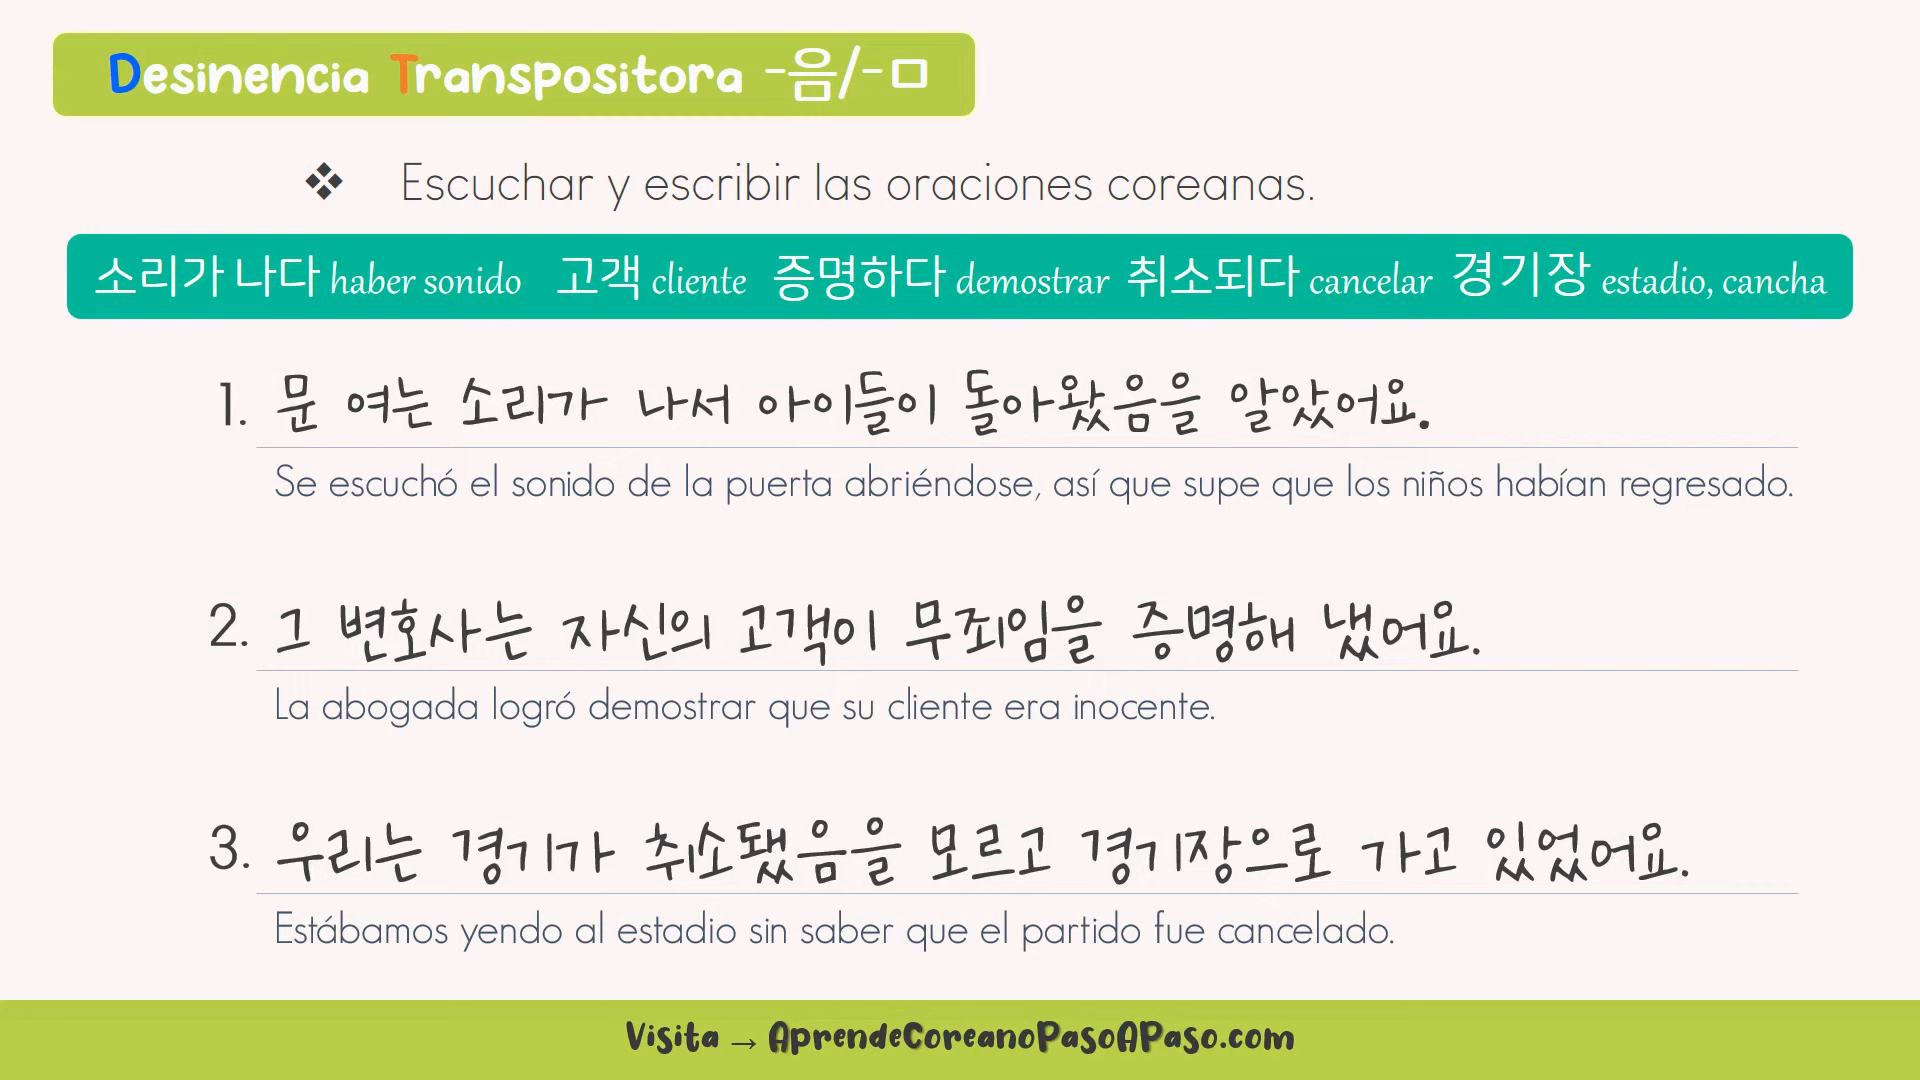 Desinencia Transpositora -음/-ㅁ
❖ Escuchar y escribir las oraciones coreanas.
소리가 나다 haber sonido 고객 cliente 증명하다 demostrar 취소되다 cancelar 경기장 estadio, cancha
1. 문 여는 소리가 나서 아이들이 돌아왔음을 알았어요.
Se escuchó el sonido de la puerta abriéndose, así que supe que los niños habían regresado.
2. 그 변호사는 자신의 고객이 무죄임을 증명해 냈어요.
La abogada logró demostrar que su cliente era inocente.
3. 우리는 경기가 취소됐음을 모르고 경기장으로 가고 있었어요.
Estábamos yendo al estadio sin saber que el partido fue cancelado.
Visita → AprendeCoreanoPasoAPaso.com